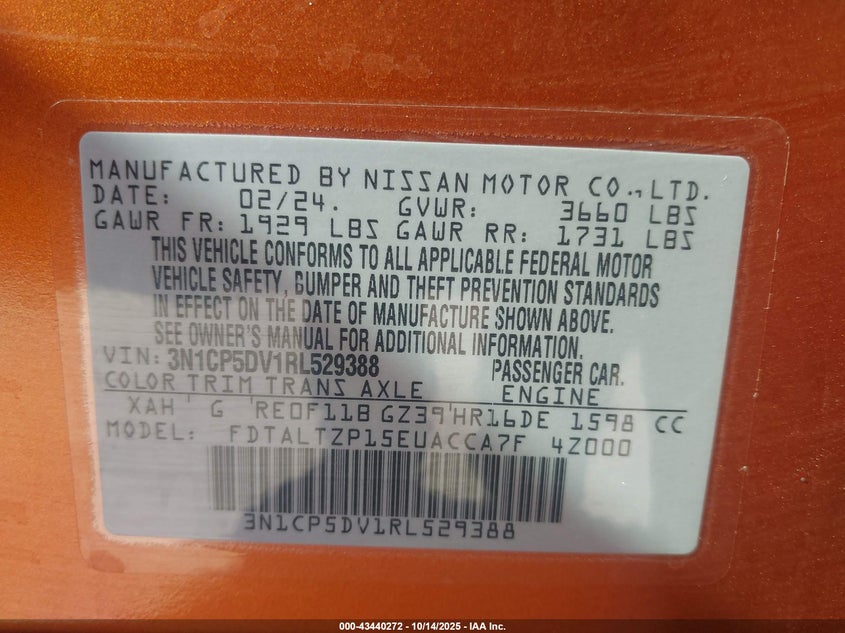 MANUFACTURED BY NISSAN MOTOR CO., LTD.
DATE: 02/24. GVWR: 3660 LBS
GAWR FR: 1929 LBS GAWR RR: 1731 LBS
THIS VEHICLE CONFORMS TO ALL APPLICABLE FEDERAL MOTOR
VEHICLE SAFETY, BUMPER AND THEFT PREVENTION STANDARDS
IN EFFECT ON THE DATE OF MANUFACTURE SHOWN ABOVE.
SEE OWNER'S MANUAL FOR ADDITIONAL INFORMATION.
VIN: 3N1CP5DV1RL529388 PASSENGER CAR.
COLOR TRIM TRANS AXLE ENGINE
XAH G RE0F11B GZ39 HR16DE 1598 CC
MODEL: FDTALTZP15EUACCA7F 4Z000
3N1CP5DV1RL529388
000-43440272 | 10/14/2025 - IAA Inc.